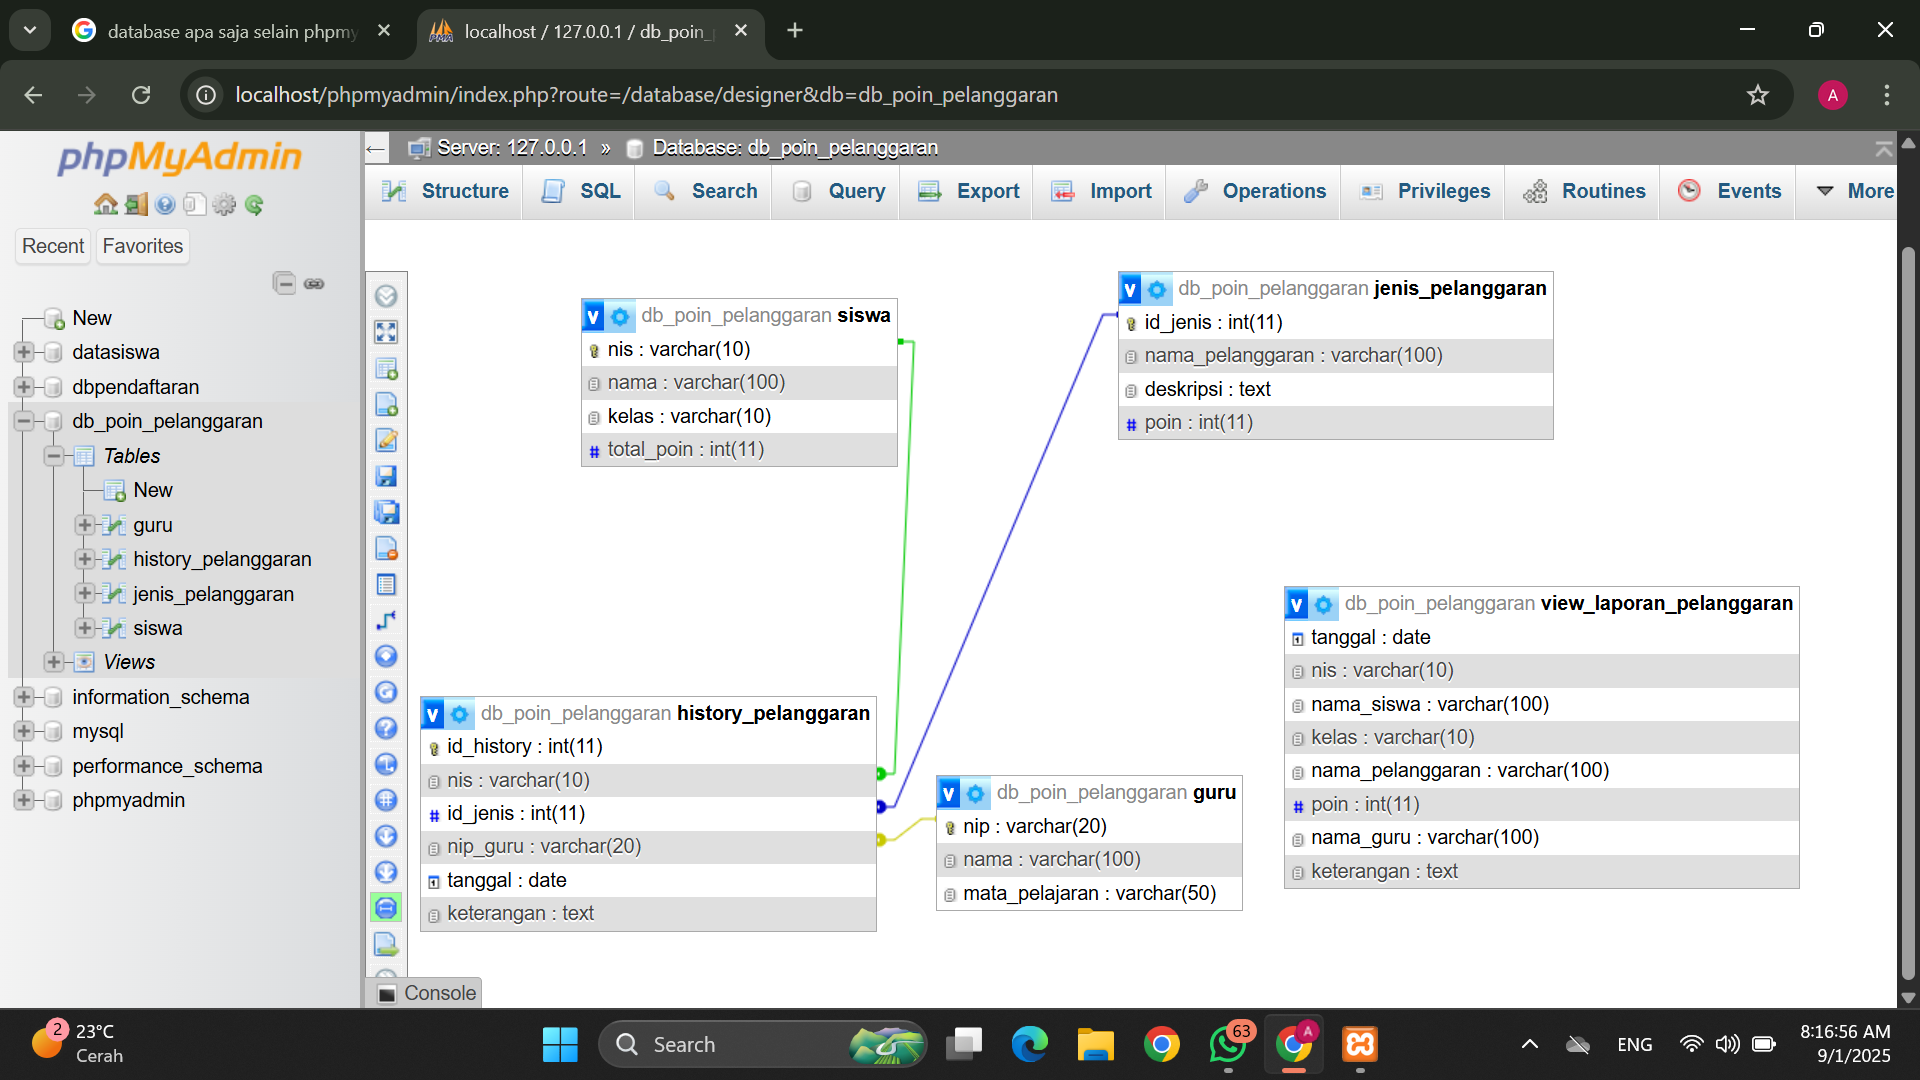 database apa saja selain phpmy
localhost / 127.0.0.1 / db_poin_
localhost/phpmyadmin/index.php?route=/database/designer&db=db_poin_pelanggaran
A
phpMyAdmin
Recent
Favorites
New
datasiswa
dbpendaftaran
db_poin_pelanggaran
Tables
New
guru
history_pelanggaran
jenis_pelanggaran
siswa
Views
information_schema
mysql
performance_schema
phpmyadmin
Server: 127.0.0.1 » Database: db_poin_pelanggaran
Structure
SQL
Search
Query
Export
Import
Operations
Privileges
Routines
Events
More
v db_poin_pelanggaran siswa
nis : varchar(10)
nama : varchar(100)
kelas : varchar(10)
# total_poin : int(11)
v db_poin_pelanggaran jenis_pelanggaran
id_jenis : int(11)
nama_pelanggaran : varchar(100)
deskripsi : text
# poin : int(11)
v db_poin_pelanggaran view_laporan_pelanggaran
tanggal : date
nis : varchar(10)
nama_siswa : varchar(100)
kelas : varchar(10)
nama_pelanggaran : varchar(100)
# poin : int(11)
nama_guru : varchar(100)
keterangan : text
v db_poin_pelanggaran history_pelanggaran
id_history : int(11)
nis : varchar(10)
# id_jenis : int(11)
nip_guru : varchar(20)
tanggal : date
keterangan : text
v db_poin_pelanggaran guru
nip : varchar(20)
nama : varchar(100)
mata_pelajaran : varchar(50)
Console
2
23°C
Cerah
Search
63
A
ENG
8:16:56 AM
9/1/2025